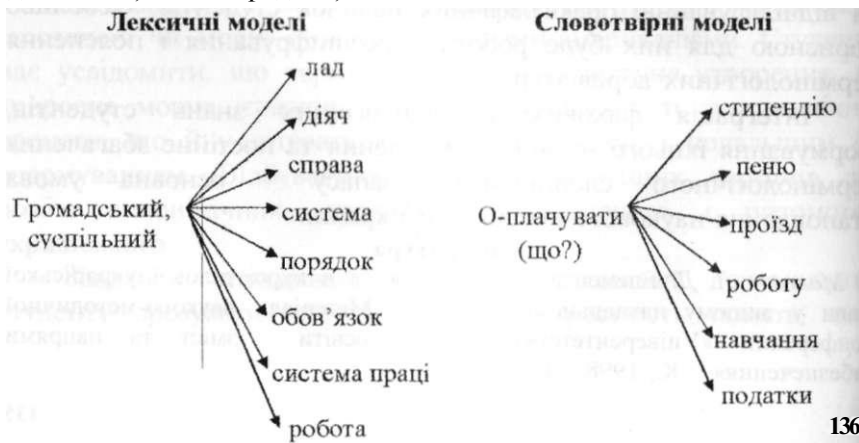 Лексичні моделі
Громадський,
суспільний
лад
діяч
справа
система
порядок
обов’язок
система праці
робота
Словотвірні моделі
О-плачувати
(що?)
стипендію
пеню
проїзд
роботу
навчання
податки
136